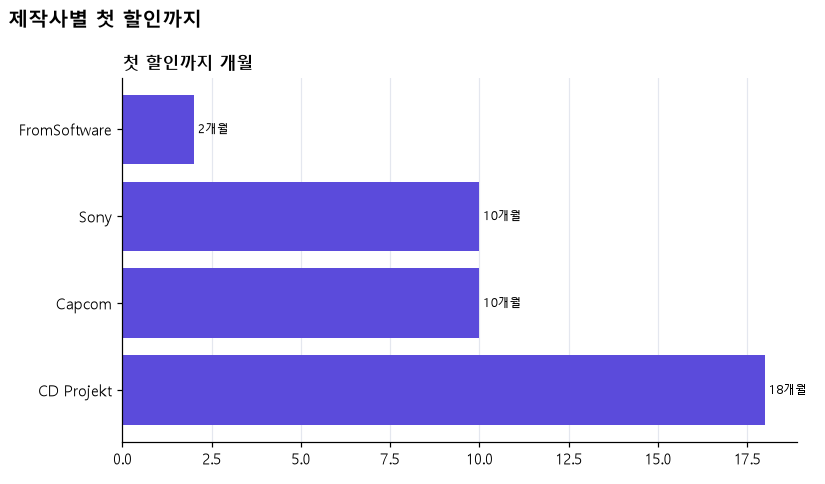 제작사별 첫 할인까지
첫 할인까지 개월
FromSoftware 2개월
Sony 10개월
Capcom 10개월
CD Projekt 18개월
0.0 2.5 5.0 7.5 10.0 12.5 15.0 17.5